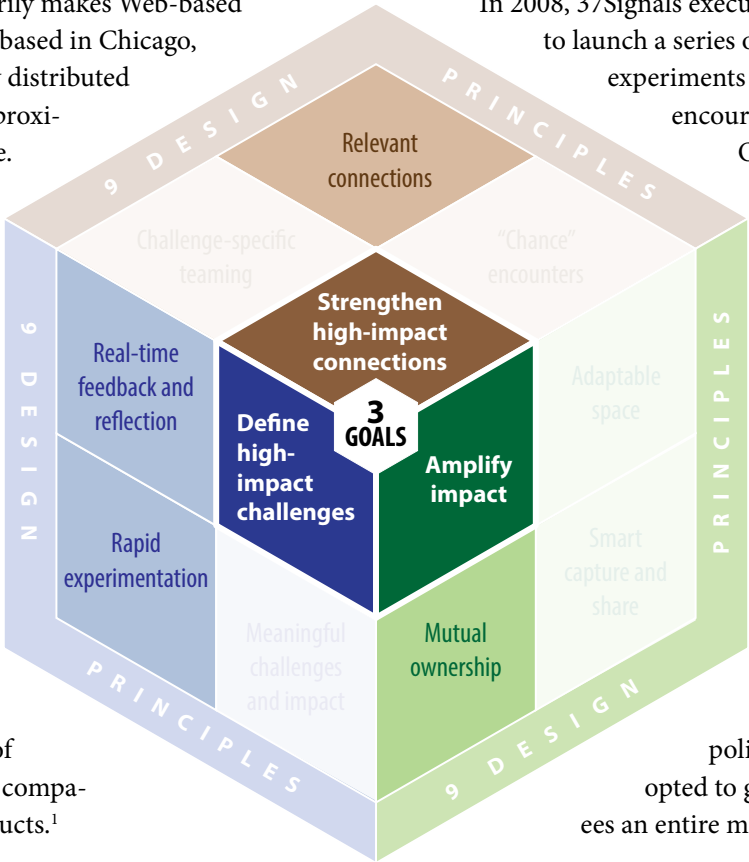 rily makes Web-based
based in Chicago,
distributed
proxi-
e.
In 2008, 37Signals execu
to launch a series o
experiments
encour
9 DESIGN PRINCIPLES
Relevant
connections
Challenge-specific
teaming
"Chance"
encounters
Strengthen
high-impact
connections
3
GOALS
Define
high-
impact
challenges
Amplify
impact
9 DESIGN PRINCIPLES
Real-time
feedback and
reflection
Rapid
experimentation
Meaningful
challenges
and impact
9 DESIGN PRINCIPLES
Adaptable
space
Smart
capture and
share
Mutual
ownership
of
compa-
ucts.¹
poli
opted to g
ees an entire m